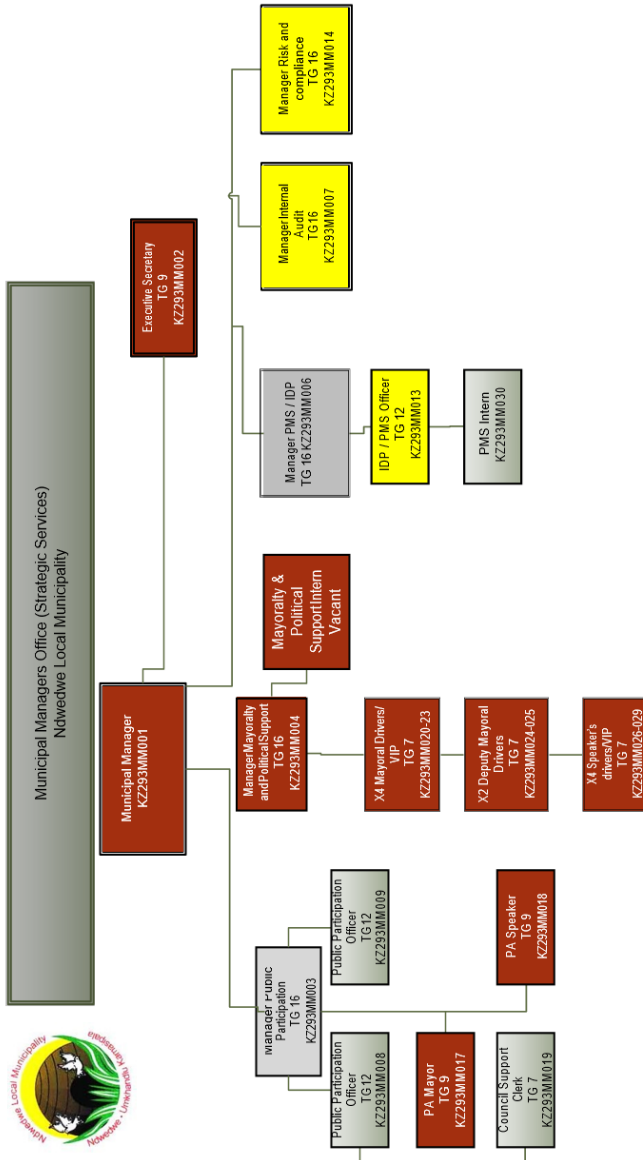 Municipal Managers Office (Strategic Services)
Ndwedwe Local Municipality
Ndwedwe Local Municipality
Ndwedwe - Umkhandlu Kamasipala
Executive Secretary
TG 9
KZ293MM002
Municipal Manager
KZ293MM001
Manager Public
Participation
TG 16
KZ293MM003
Manager Mayoralty
and Political Support
TG 16
KZ293MM004
Mayoralty &
Political
Support Intern
Vacant
Manager PMS / IDP
TG 16 KZ293MM006
Manager Internal
Audit
TG16
KZ293MM007
Manager Risk and
compliance
TG 16
KZ293MM014
Public Participation
Officer
TG12
KZ293MM008
Public Participation
Officer
TG12
KZ293MM009
X4 Mayoral Drivers/
VIP
TG 7
KZ293MM020-23
IDP / PMS Officer
TG 12
KZ293MM013
PA Mayor
TG 9
KZ293MM017
X2 Deputy Mayoral
Drivers
TG 7
KZ293MM024-025
PMS Intern
KZ293MM030
Council Support
Clerk
TG 7
KZ293MM019
PA Speaker
TG 9
KZ293MM018
X4 Speaker's
drivers/VIP
TG 7
KZ293MM026-029